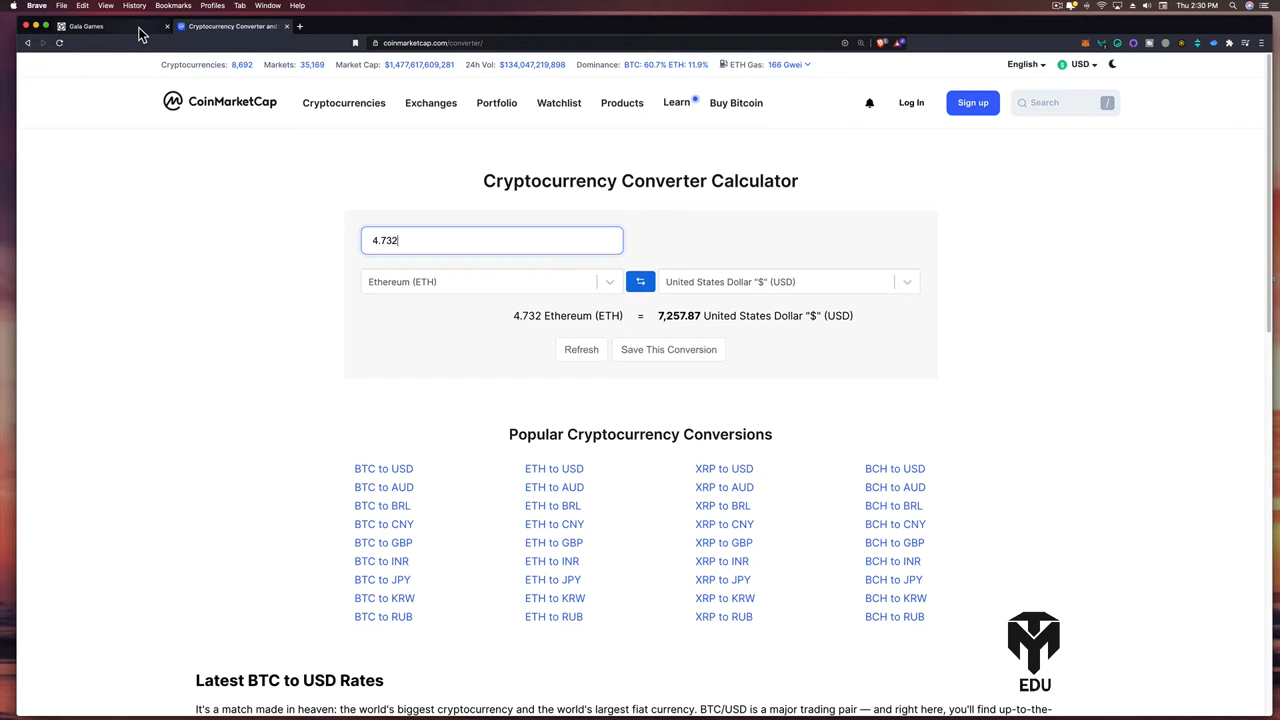 Brave File Edit View History Bookmarks Profiles Tab Window Help Thu 2:30 PM
Gala Games Cryptocurrency Converter and
coinmarketcap.com/converter/
Cryptocurrencies: 8,692 Markets: 35,169 Market Cap: $1,477,617,609,281 24h Vol: $134,047,219,898 Dominance: BTC: 60.7% ETH: 11.9% ETH Gas: 166 Gwei English USD
CoinMarketCap Cryptocurrencies Exchanges Portfolio Watchlist Products Learn Buy Bitcoin Log In Sign up Search /
Cryptocurrency Converter Calculator
4.732
Ethereum (ETH) United States Dollar "$" (USD)
4.732 Ethereum (ETH) = 7,257.87 United States Dollar "$" (USD)
Refresh Save This Conversion
Popular Cryptocurrency Conversions
BTC to USD ETH to USD XRP to USD BCH to USD
BTC to AUD ETH to AUD XRP to AUD BCH to AUD
BTC to BRL ETH to BRL XRP to BRL BCH to BRL
BTC to CNY ETH to CNY XRP to CNY BCH to CNY
BTC to GBP ETH to GBP XRP to GBP BCH to GBP
BTC to INR ETH to INR XRP to INR BCH to INR
BTC to JPY ETH to JPY XRP to JPY BCH to JPY
BTC to KRW ETH to KRW XRP to KRW BCH to KRW
BTC to RUB ETH to RUB XRP to RUB BCH to RUB
EDU
Latest BTC to USD Rates
It's a match made in heaven: the world's biggest cryptocurrency and the world's largest fiat currency. BTC/USD is a major trading pair — and right here, you'll find up-to-the-